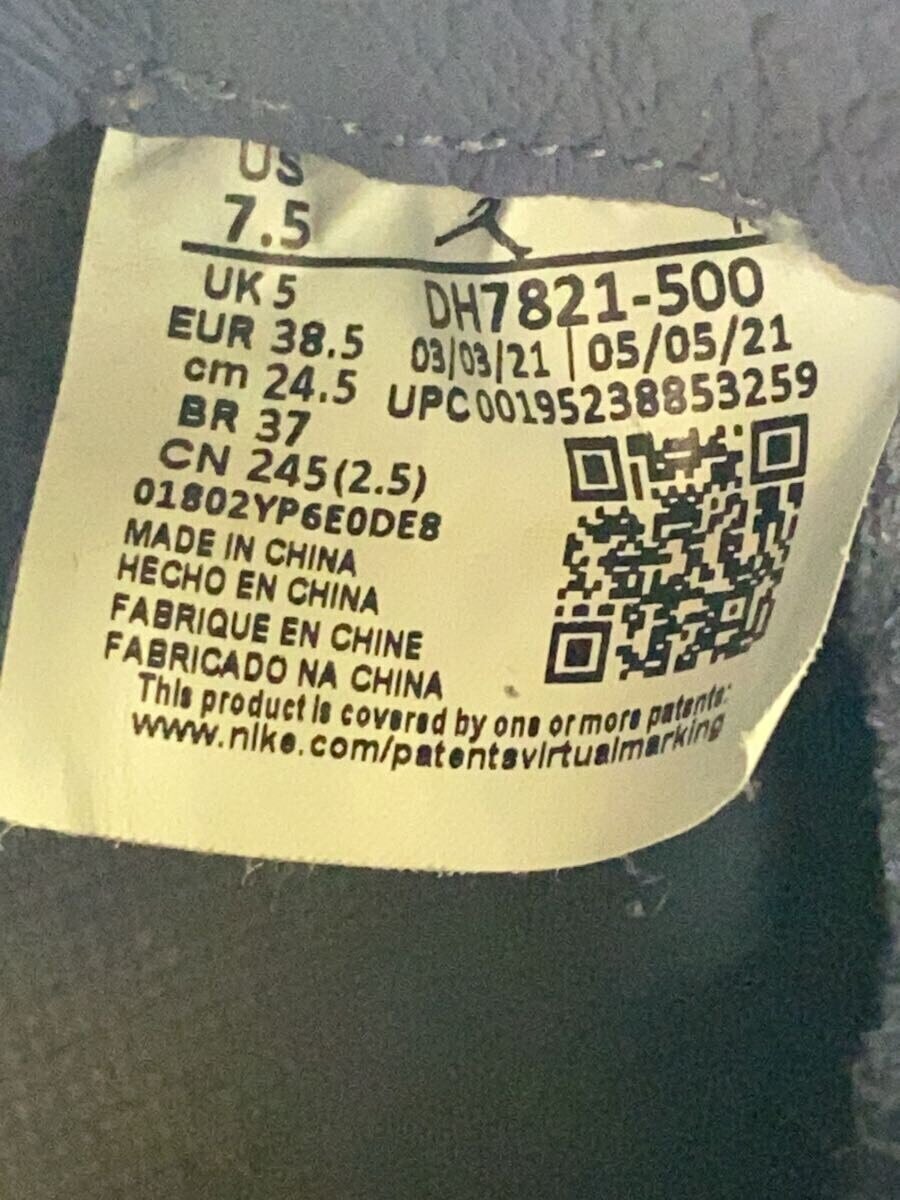 US
7.5
UK 5
EUR 38.5
cm 24.5
BR 37
CN 245(2.5)
DH7821-500
03/03/21 | 05/05/21
UPC00195238853259
01802YP6E0DE8
MADE IN CHINA
HECHO EN CHINA
FABRIQUE EN CHINE
FABRICADO NA CHINA
This product is covered by one or more patents:
www.nike.com/patentsvirtualmarking